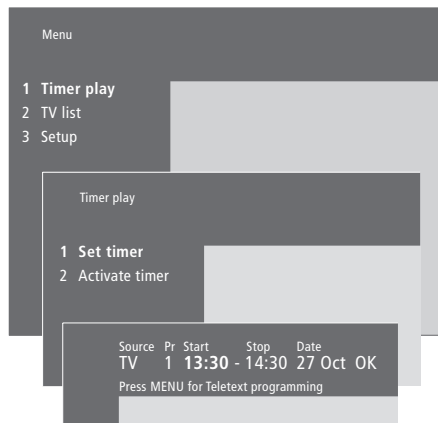 Menu
1 Timer play
2 TV list
3 Setup
Timer play
1 Set timer
2 Activate timer
Source Pr Start Stop Date
TV 1 13:30 - 14:30 27 Oct OK
Press MENU for Teletext programming